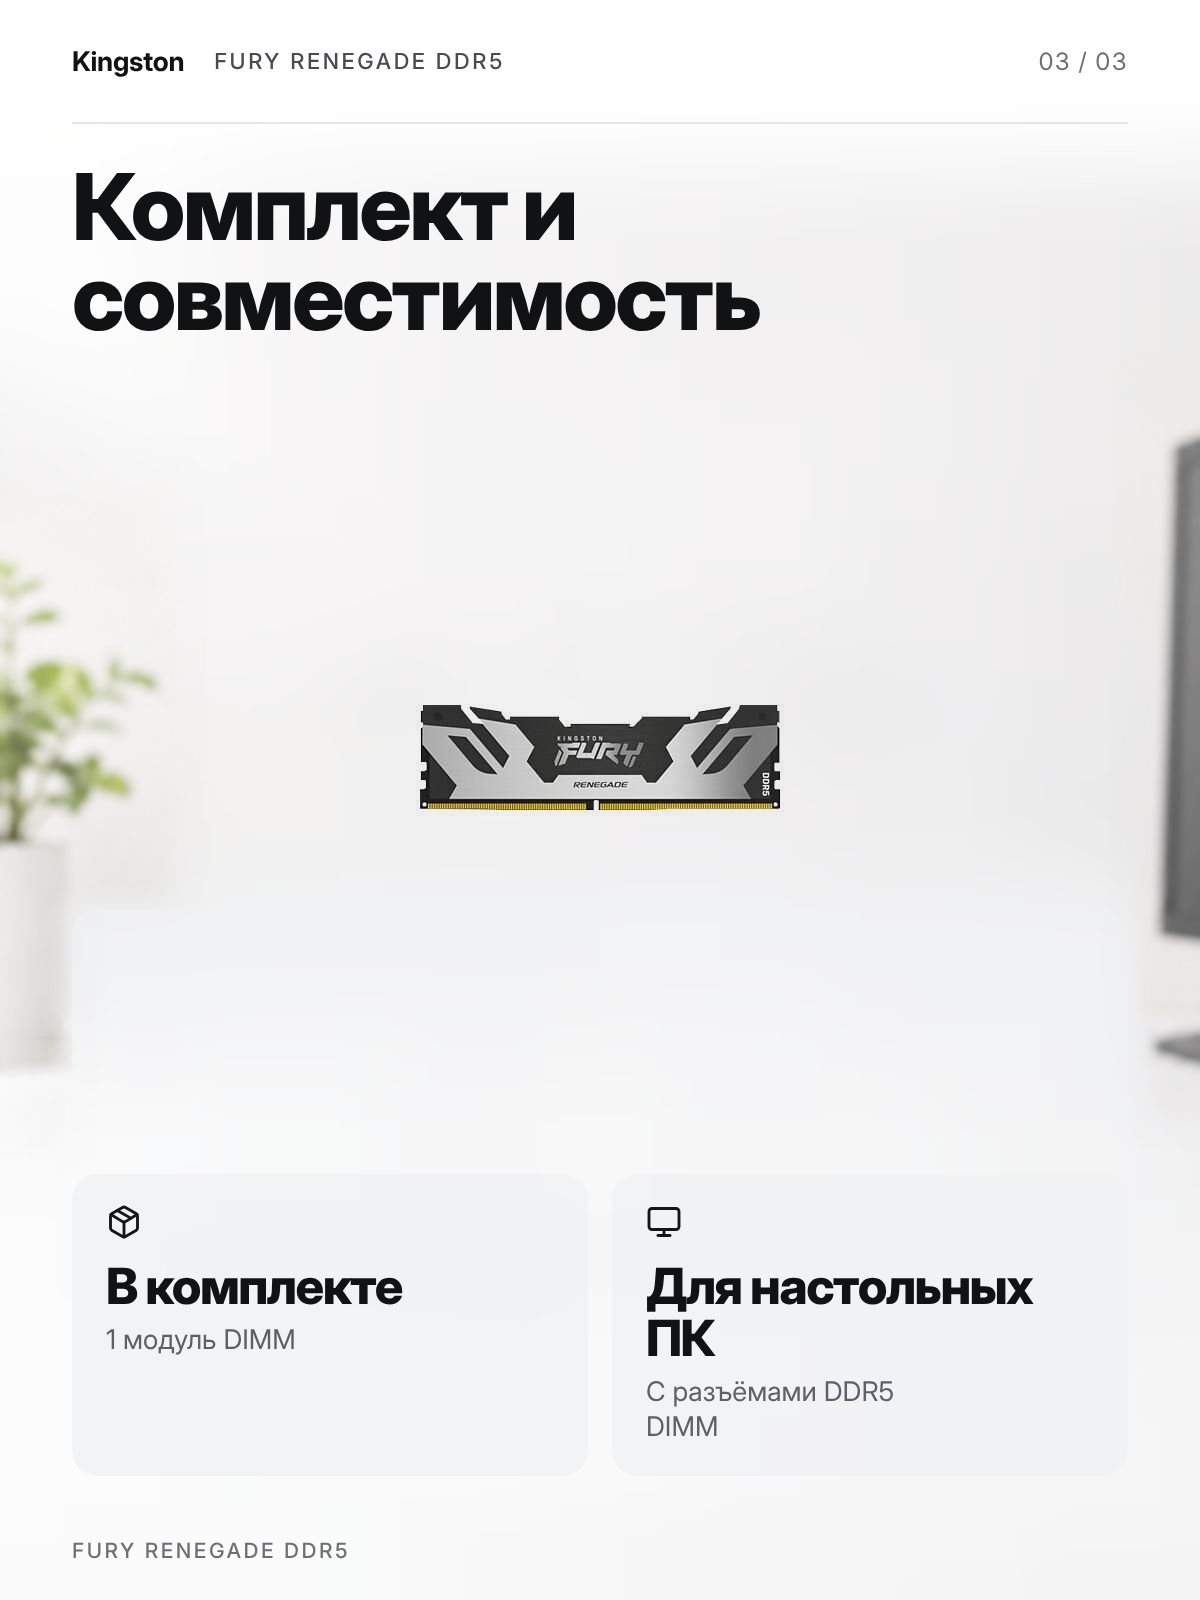 Kingston FURY RENEGADE DDR5 03 / 03
Комплект и
совместимость
KINGSTON
FURY
RENEGADE
DDR5
В комплекте
1 модуль DIMM
Для настольных
ПК
С разъёмами DDR5
DIMM
FURY RENEGADE DDR5